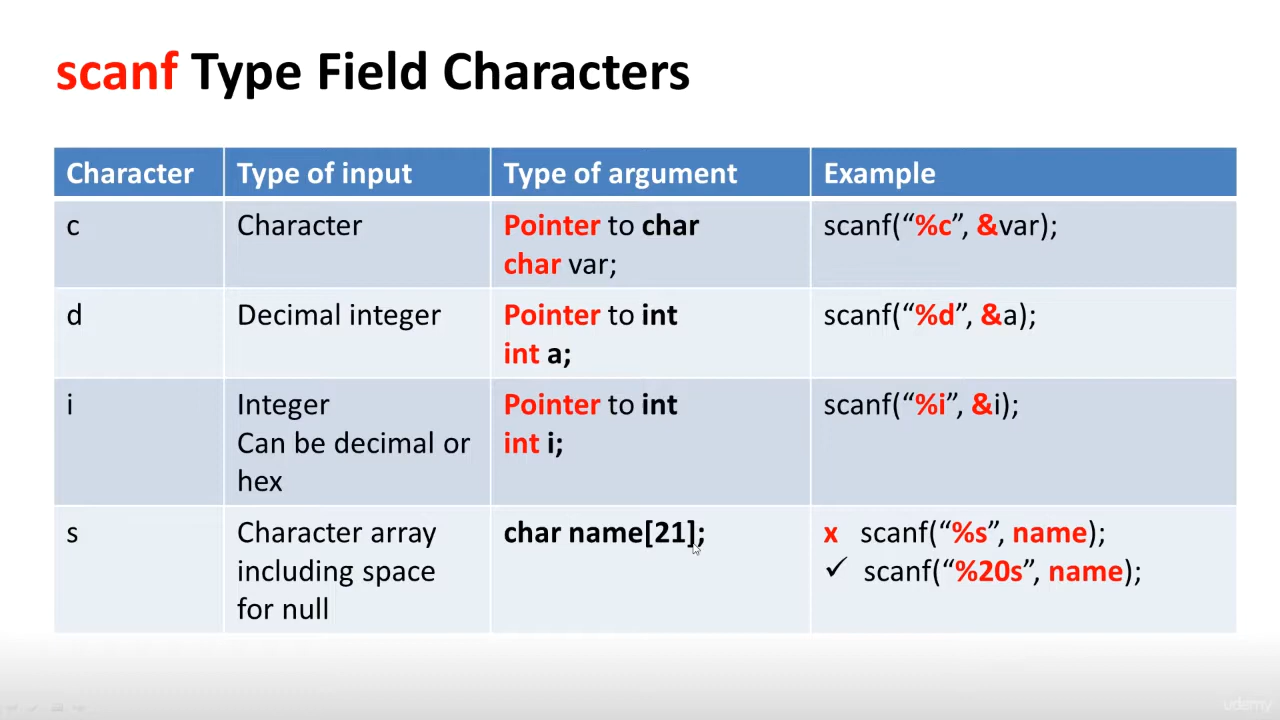 scanf Type Field Characters
Character Type of input Type of argument Example
c Character Pointer to char scanf(“%c”, &var);
char var;
d Decimal integer Pointer to int scanf(“%d”, &a);
int a;
i Integer Pointer to int scanf(“%i”, &i);
Can be decimal or int i;
hex
s Character array char name[21]; x scanf(“%s”, name);
including space ✓ scanf(“%20s”, name);
for null
udemy